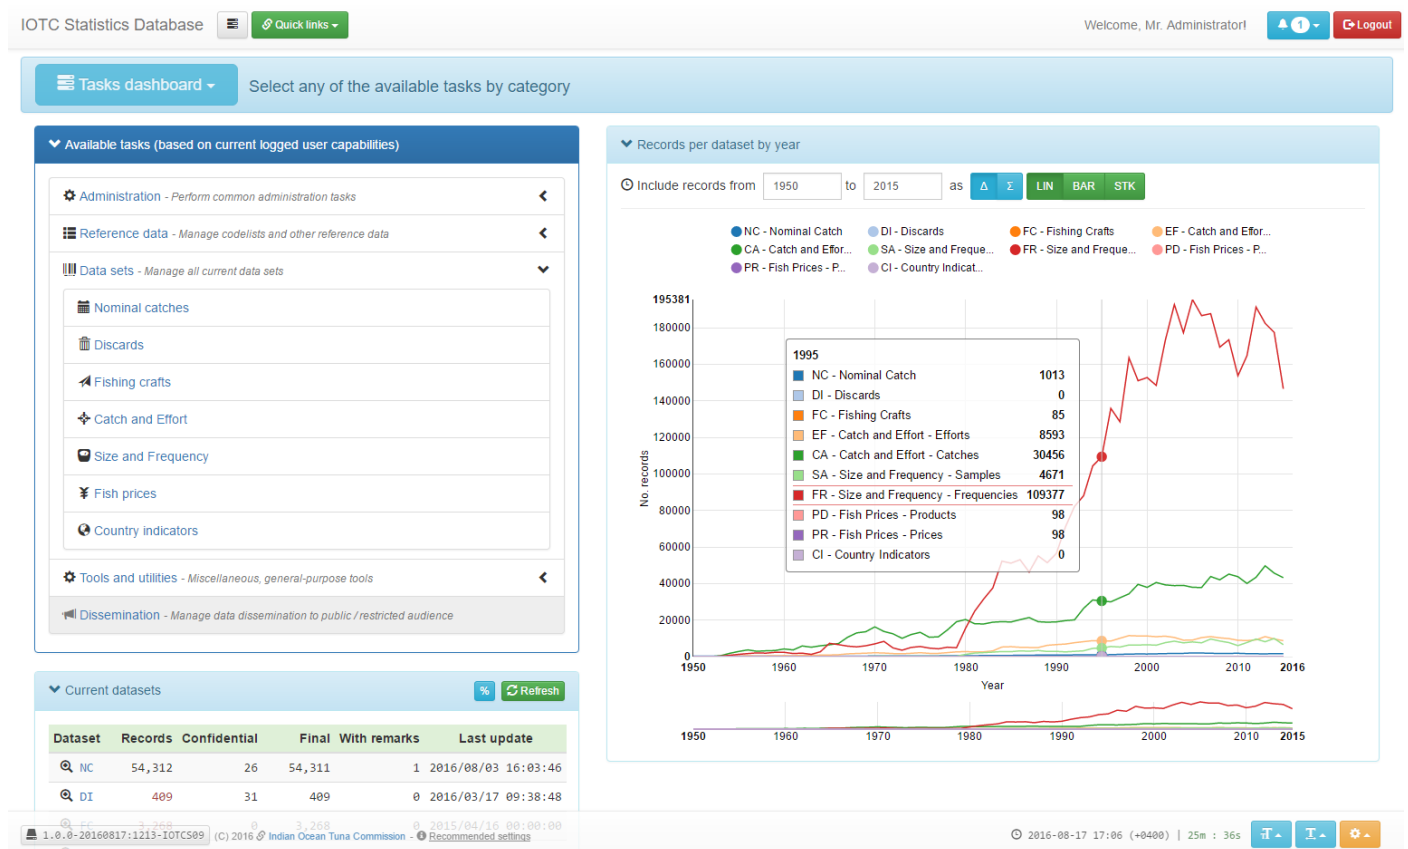 IOTC Statistics Database Quick links Welcome, Mr. Administrator! 1 Logout
Tasks dashboard Select any of the available tasks by category
Available tasks (based on current logged user capabilities)
Administration - Perform common administration tasks
Reference data - Manage codelists and other reference data
Data sets - Manage all current data sets
Nominal catches
Discards
Fishing crafts
Catch and Effort
Size and Frequency
Fish prices
Country indicators
Tools and utilities - Miscellaneous, general-purpose tools
Dissemination - Manage data dissemination to public / restricted audience
Current datasets % Refresh
Dataset Records Confidential Final With remarks Last update
NC 54,312 26 54,311 1 2016/08/03 16:03:46
DI 409 31 409 0 2016/03/17 09:38:48
FC 3,268 0 3,268 0 2015/04/16 00:00:00
Records per dataset by year
Include records from 1950 to 2015 as Δ Σ LIN BAR STK
NC - Nominal Catch DI - Discards FC - Fishing Crafts EF - Catch and Effor...
CA - Catch and Effor... SA - Size and Freque... FR - Size and Freque... PD - Fish Prices - P...
PR - Fish Prices - P... CI - Country Indicat...
195381
180000
160000
140000
120000
100000
80000
60000
40000
20000
0
No. records
1995
NC - Nominal Catch 1013
DI - Discards 0
FC - Fishing Crafts 85
EF - Catch and Effort - Efforts 8593
CA - Catch and Effort - Catches 30456
SA - Size and Frequency - Samples 4671
FR - Size and Frequency - Frequencies 109377
PD - Fish Prices - Products 98
PR - Fish Prices - Prices 98
CI - Country Indicators 0
1950 1960 1970 1980 1990 2000 2010 2016
Year
1950 1960 1970 1980 1990 2000 2010 2015
1.0.0-20160817:1213-IOTCS09 (C) 2016 Indian Ocean Tuna Commission - Recommended settings
2016-08-17 17:06 (+0400) | 25m : 36s